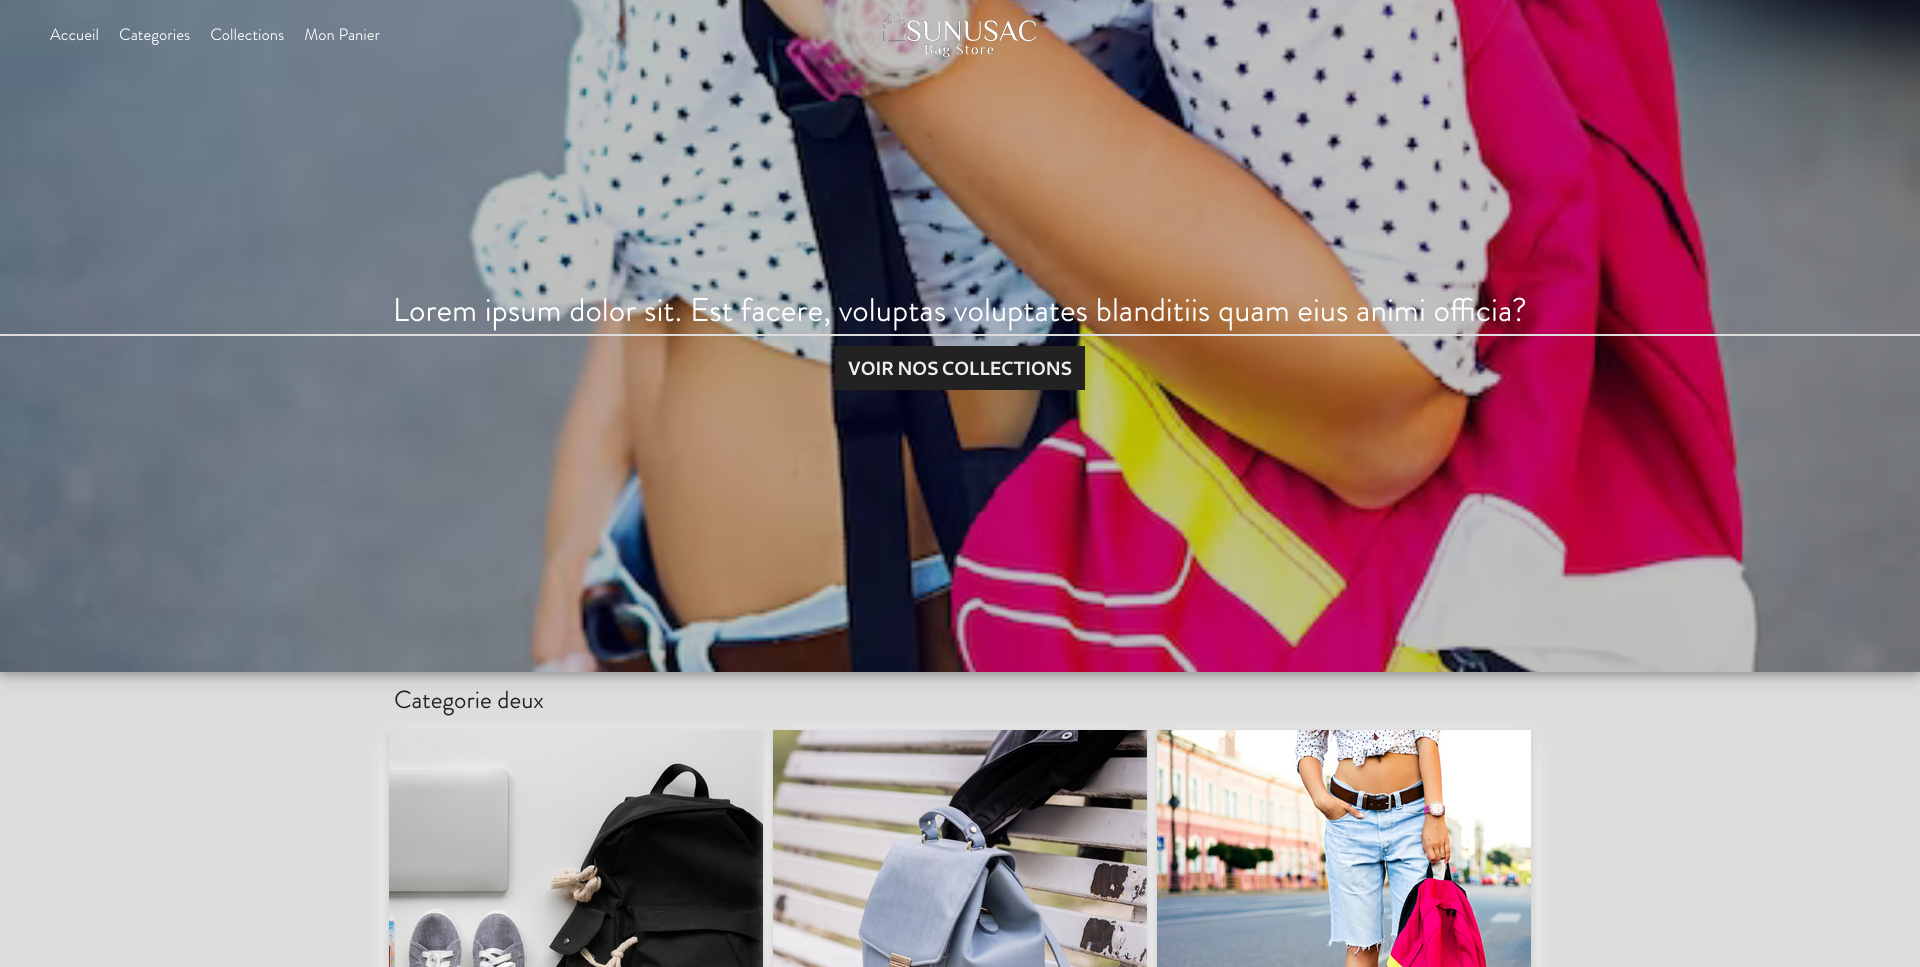 Accueil Categories Collections Mon Panier
SUNUSAC
Bag Store
Lorem ipsum dolor sit. Est facere, voluptas voluptates blanditiis quam eius animi officia?
VOIR NOS COLLECTIONS
Categorie deux